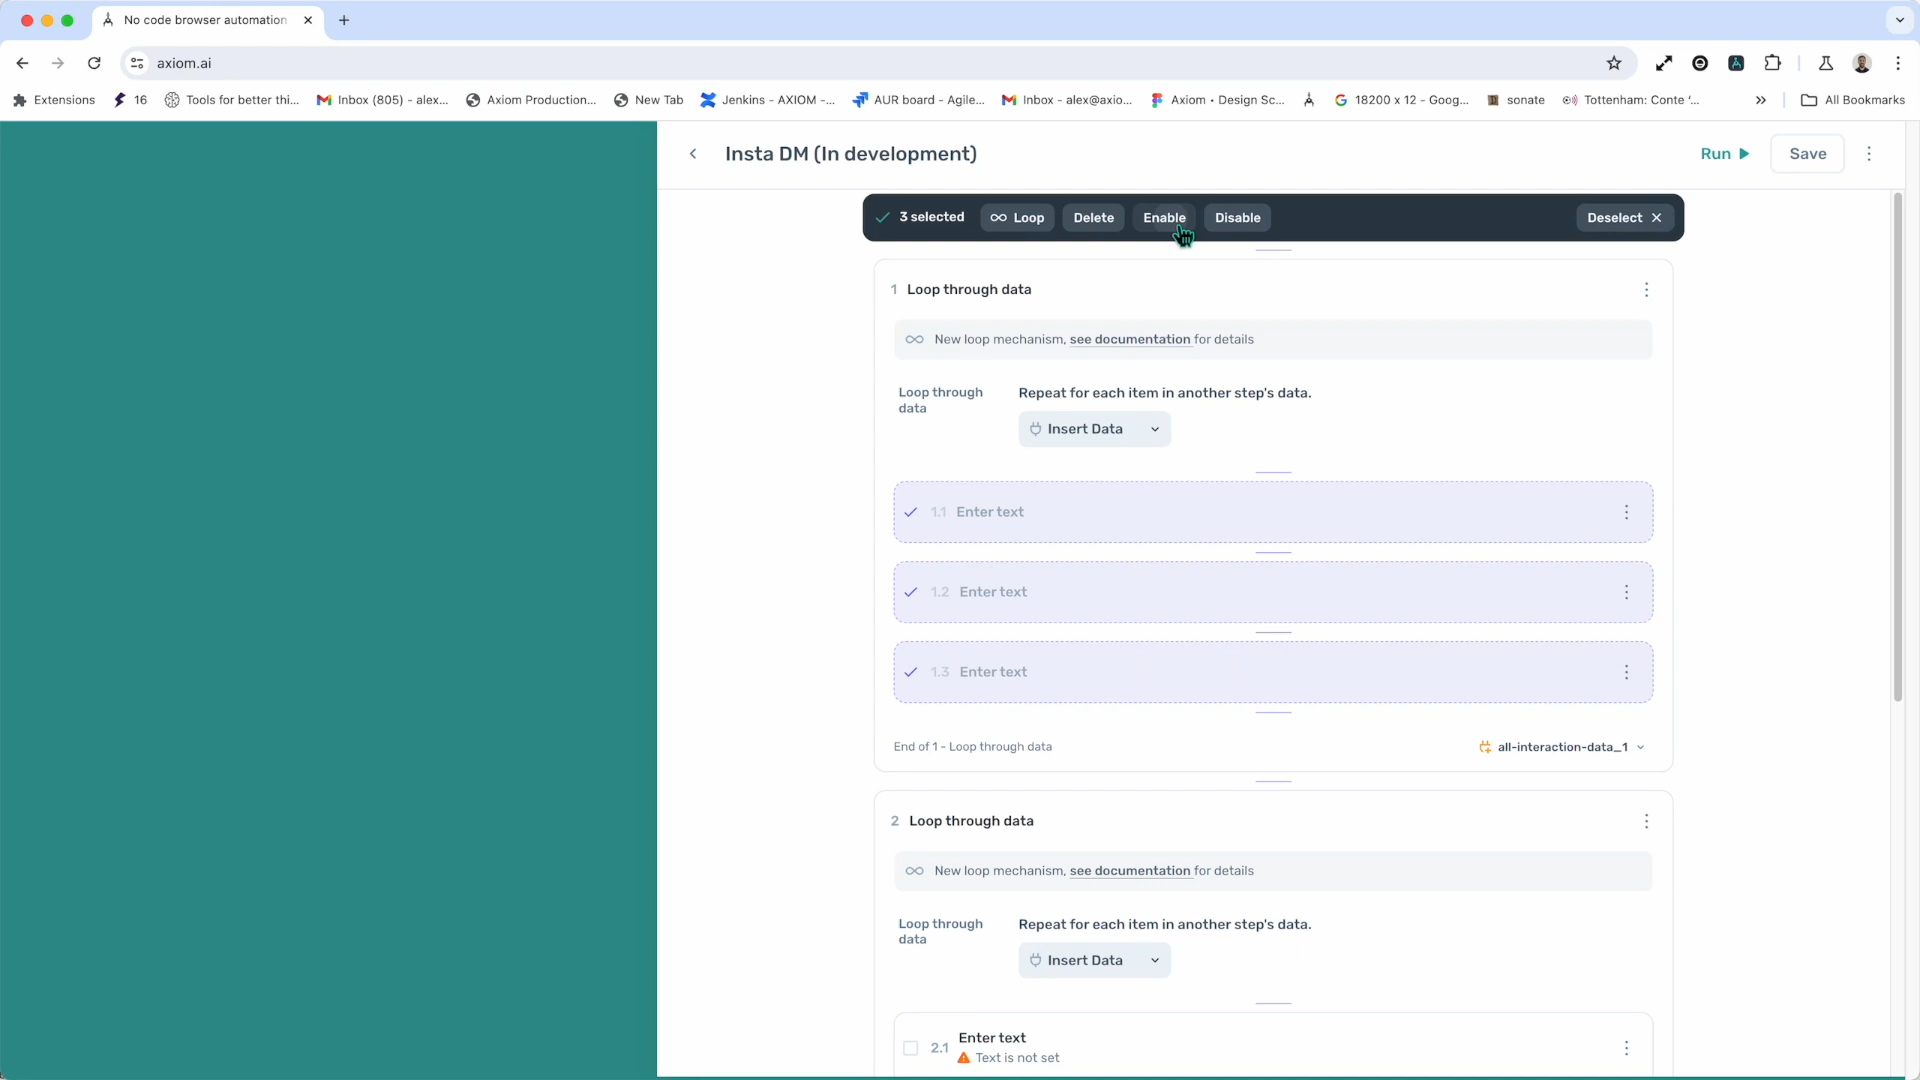 No code browser automation
axiom.ai
Extensions
16
Tools for better thi...
Inbox (805) - alex...
Axiom Production...
New Tab
Jenkins - AXIOM -...
AUR board - Agile...
Inbox - alex@axio...
Axiom • Design Sc...
18200 x 12 - Goog...
sonate
Tottenham: Conte '...
All Bookmarks
Insta DM (In development)
Run
Save
3 selected
Loop
Delete
Enable
Disable
Deselect
1 Loop through data
New loop mechanism, see documentation for details
Loop through
data
Repeat for each item in another step's data.
Insert Data
1.1 Enter text
1.2 Enter text
1.3 Enter text
End of 1 - Loop through data
all-interaction-data_1
2 Loop through data
New loop mechanism, see documentation for details
Loop through
data
Repeat for each item in another step's data.
Insert Data
2.1 Enter text
Text is not set